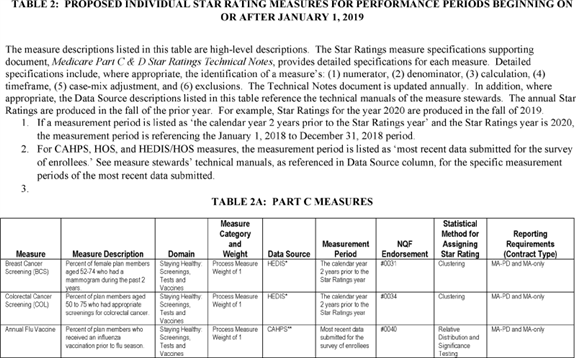 TABLE 2: PROPOSED INDIVIDUAL STAR RATING MEASURES FOR PERFORMANCE PERIODS BEGINNING ON
OR AFTER JANUARY 1, 2019
The measure descriptions listed in this table are high-level descriptions. The Star Ratings measure specifications supporting
document, Medicare Part C & D Star Ratings Technical Notes, provides detailed specifications for each measure. Detailed
specifications include, where appropriate, the identification of a measure's: (1) numerator, (2) denominator, (3) calculation, (4)
timeframe, (5) case-mix adjustment, and (6) exclusions. The Technical Notes document is updated annually. In addition, where
appropriate, the Data Source descriptions listed in this table reference the technical manuals of the measure stewards. The annual Star
Ratings are produced in the fall of the prior year. For example, Star Ratings for the year 2020 are produced in the fall of 2019.
1. If a measurement period is listed as 'the calendar year 2 years prior to the Star Ratings year' and the Star Ratings year is 2020,
the measurement period is referencing the January 1, 2018 to December 31, 2018 period.
2. For CAHPS, HOS, and HEDIS/HOS measures, the measurement period is listed as 'most recent data submitted for the survey
of enrollees.' See measure stewards' technical manuals, as referenced in Data Source column, for the specific measurement
periods of the most recent data submitted.
3.
TABLE 2A: PART C MEASURES
Measure | Measure Description | Domain | Measure Category and Weight | Data Source | Measurement Period | NQF Endorsement | Statistical Method for Assigning Star Rating | Reporting Requirements (Contract Type)
Breast Cancer Screening (BCS) | Percent of female plan members aged 52-74 who had a mammogram during the past 2 years. | Staying Healthy: Screenings, Tests and Vaccines | Process Measure Weight of 1 | HEDIS* | The calendar year 2 years prior to the Star Ratings year | #0031 | Clustering | MA-PD and MA-only
Colorectal Cancer Screening (COL) | Percent of plan members aged 50 to 75 who had appropriate screenings for colorectal cancer. | Staying Healthy: Screenings, Tests and Vaccines | Process Measure Weight of 1 | HEDIS* | The calendar year 2 years prior to the Star Ratings year | #0034 | Clustering | MA-PD and MA-only
Annual Flu Vaccine | Percent of plan members who received an influenza vaccination prior to flu season. | Staying Healthy: Screenings, Tests and Vaccines | Process Measure Weight of 1 | CAHPS** | Most recent data submitted for the survey of enrollees | #0040 | Relative Distribution and Significance Testing | MA-PD and MA-only